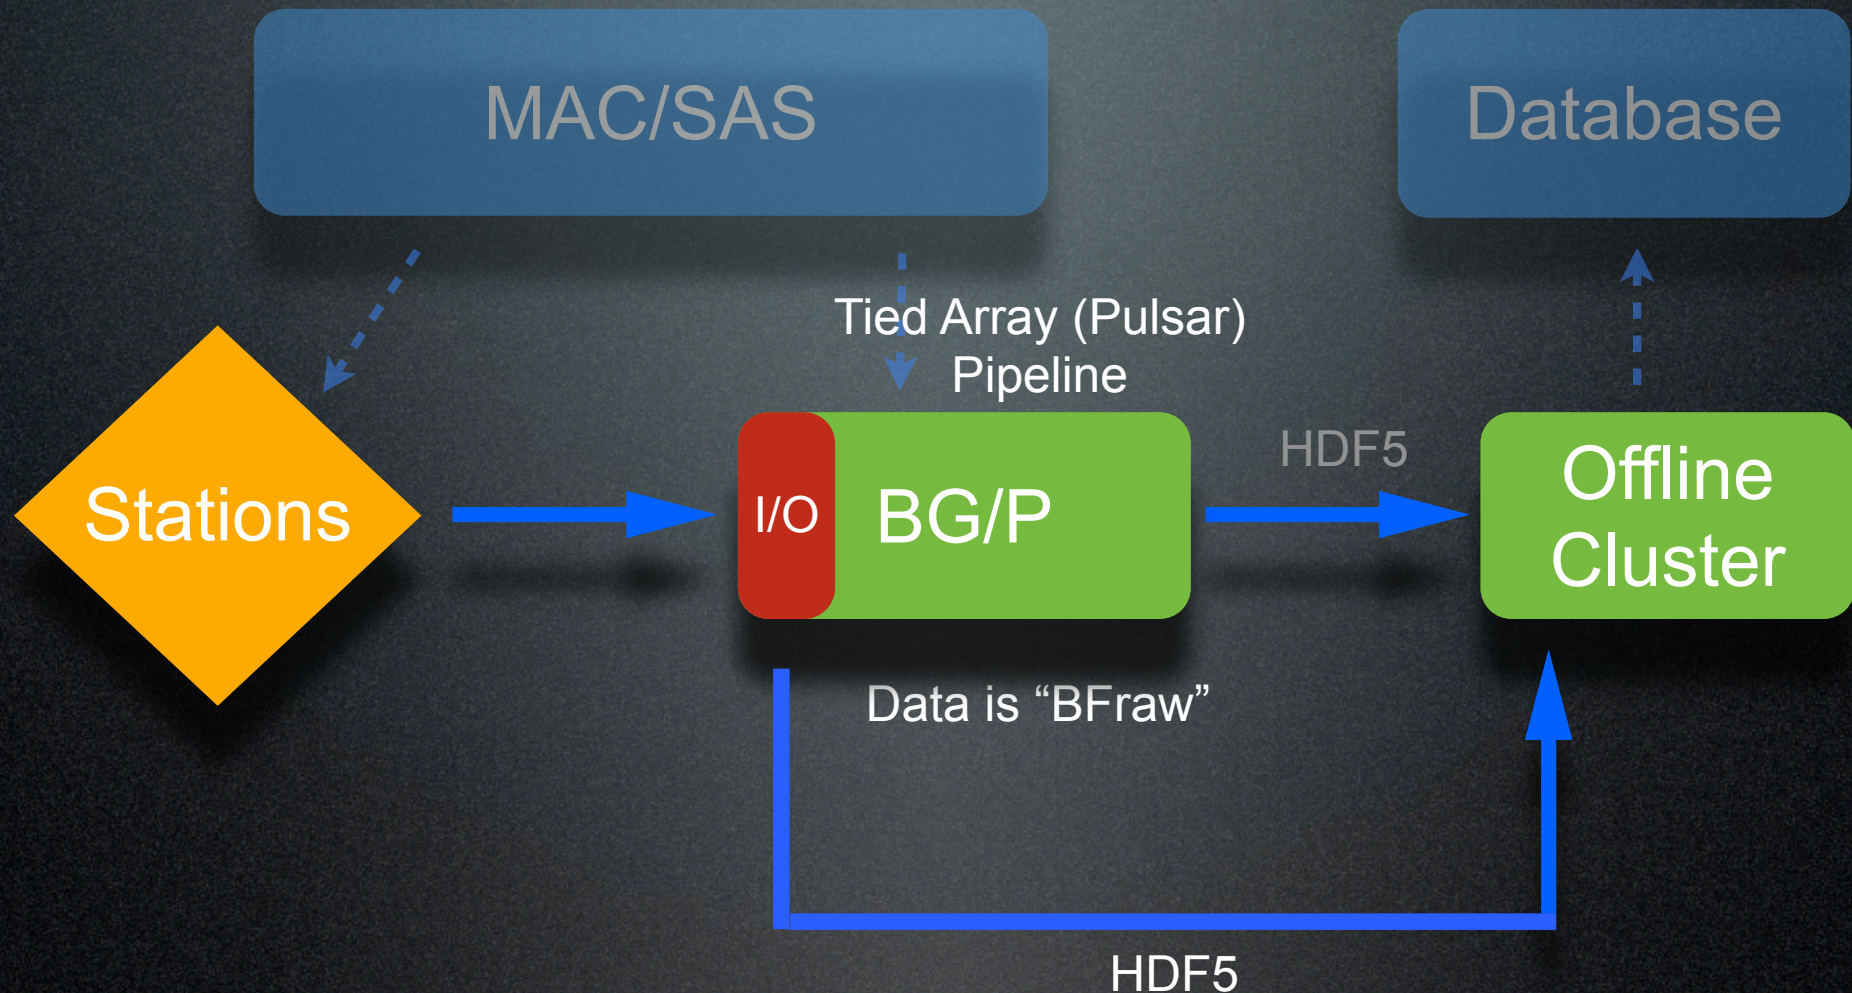 MAC/SAS
Database
Tied Array (Pulsar)
Pipeline
Stations
I/O
BG/P
HDF5
Offline
Cluster
Data is “BFraw”
HDF5